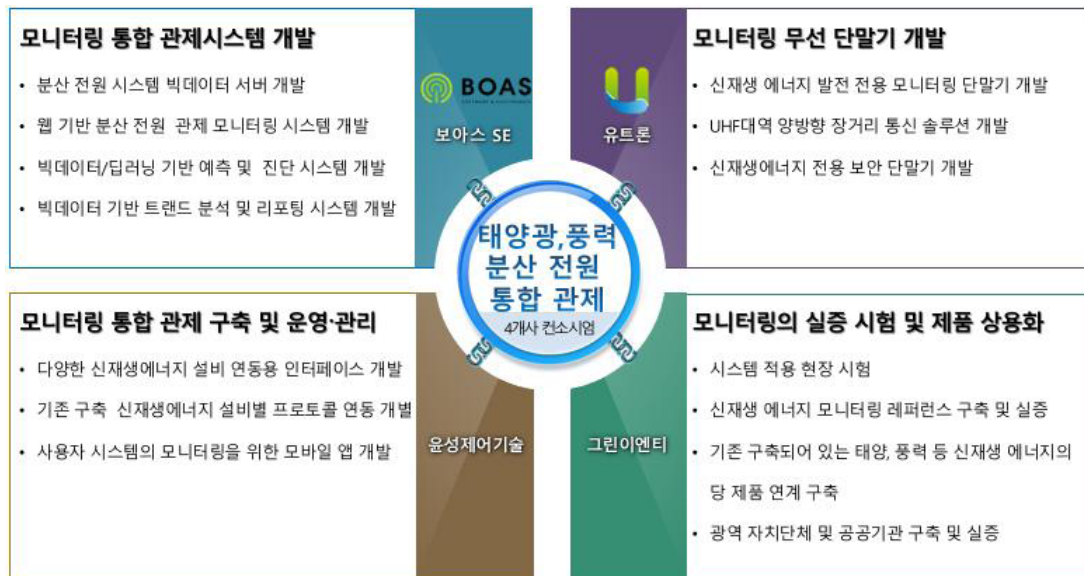 모니터링 통합 관제시스템 개발
• 분산 전원 시스템 빅데이터 서버 개발
• 웹 기반 분산 전원 관제 모니터링 시스템 개발
• 빅데이터/딥러닝 기반 예측 및 진단 시스템 개발
• 빅데이터 기반 트랜드 분석 및 리포팅 시스템 개발
BOAS
보아스 SE
모니터링 무선 단말기 개발
• 신재생 에너지 발전 전용 모니터링 단말기 개발
• UHF대역 양방향 장거리 통신 솔루션 개발
• 신재생에너지 전용 보안 단말기 개발
유트론
태양광,풍력
분산 전원
통합 관제
4개사 컨소시엄
모니터링 통합 관제 구축 및 운영·관리
• 다양한 신재생에너지 설비 연동용 인터페이스 개발
• 기존 구축 신재생에너지 설비별 프로토콜 연동 개별
• 사용자 시스템의 모니터링을 위한 모바일 앱 개발
윤성제어기술
모니터링의 실증 시험 및 제품 상용화
• 시스템 적용 현장 시험
• 신재생 에너지 모니터링 레퍼런스 구축 및 실증
• 기존 구축되어 있는 태양, 풍력 등 신재생 에너지의
당 제품 연계 구축
• 광역 자치단체 및 공공기관 구축 및 실증
그린이엔티